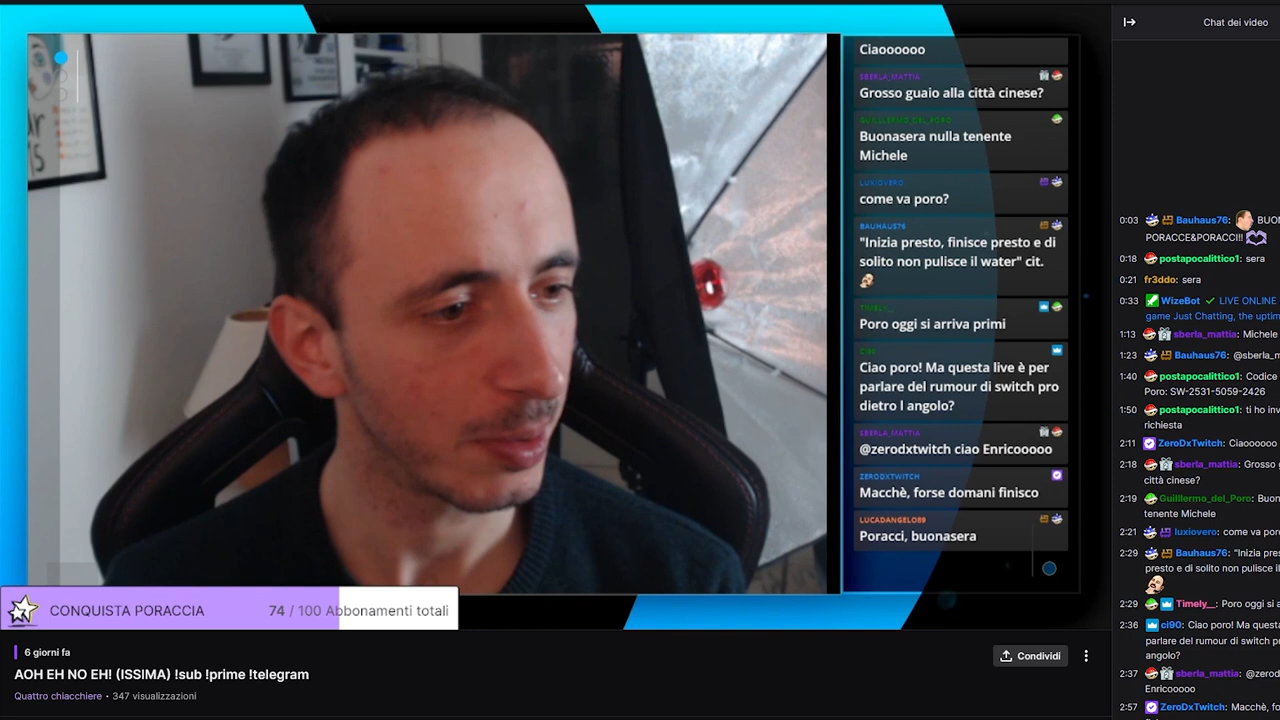 Ciaoooooo
SBERLA_MATTIA
Grosso guaio alla città cinese?
GUILLERMO_DEL_PORO
Buonasera nulla tenente
Michele
LUXIOVERO
come va poro?
BAUHAUS76
"Inizia presto, finisce presto e di
solito non pulisce il water" cit.
TIMELY__
Poro oggi si arriva primi
CI90
Ciao poro! Ma questa live è per
parlare del rumour di switch pro
dietro l angolo?
SBERLA_MATTIA
@zerodxtwitch ciao Enricooooo
ZERODXTWITCH
Macchè, forse domani finisco
LUCADANGELO89
Poracci, buonasera
CONQUISTA PORACCIA 74 / 100 Abbonamenti totali
6 giorni fa
AOH EH NO EH! (ISSIMA) !sub !prime !telegram
Quattro chiacchiere • 347 visualizzazioni
Condividi
Chat dei video
0:03 Bauhaus76: BUO
PORACCE&PORACCI!!!
0:18 postapocalittico1: sera
0:21 fr3ddo: sera
0:33 WizeBot LIVE ONLINE
game Just Chatting, the uptim
1:13 sberla_mattia: Michele
1:23 Bauhaus76: @sberla_m
1:40 postapocalittico1: Codice
Poro: SW-2531-5059-2426
1:50 postapocalittico1: ti ho inv
richiesta
2:11 ZeroDxTwitch: Ciaooooo
2:18 sberla_mattia: Grosso g
città cinese?
2:19 Guilllermo_del_Poro: Buon
tenente Michele
2:21 luxiovero: come va poro
2:29 Bauhaus76: "Inizia pres
presto e di solito non pulisce il
2:29 Timely__: Poro oggi si a
2:36 ci90: Ciao poro! Ma questa
parlare del rumour di switch p
angolo?
2:37 sberla_mattia: @zerod
Enricooooo
2:57 ZeroDxTwitch: Macchè, f